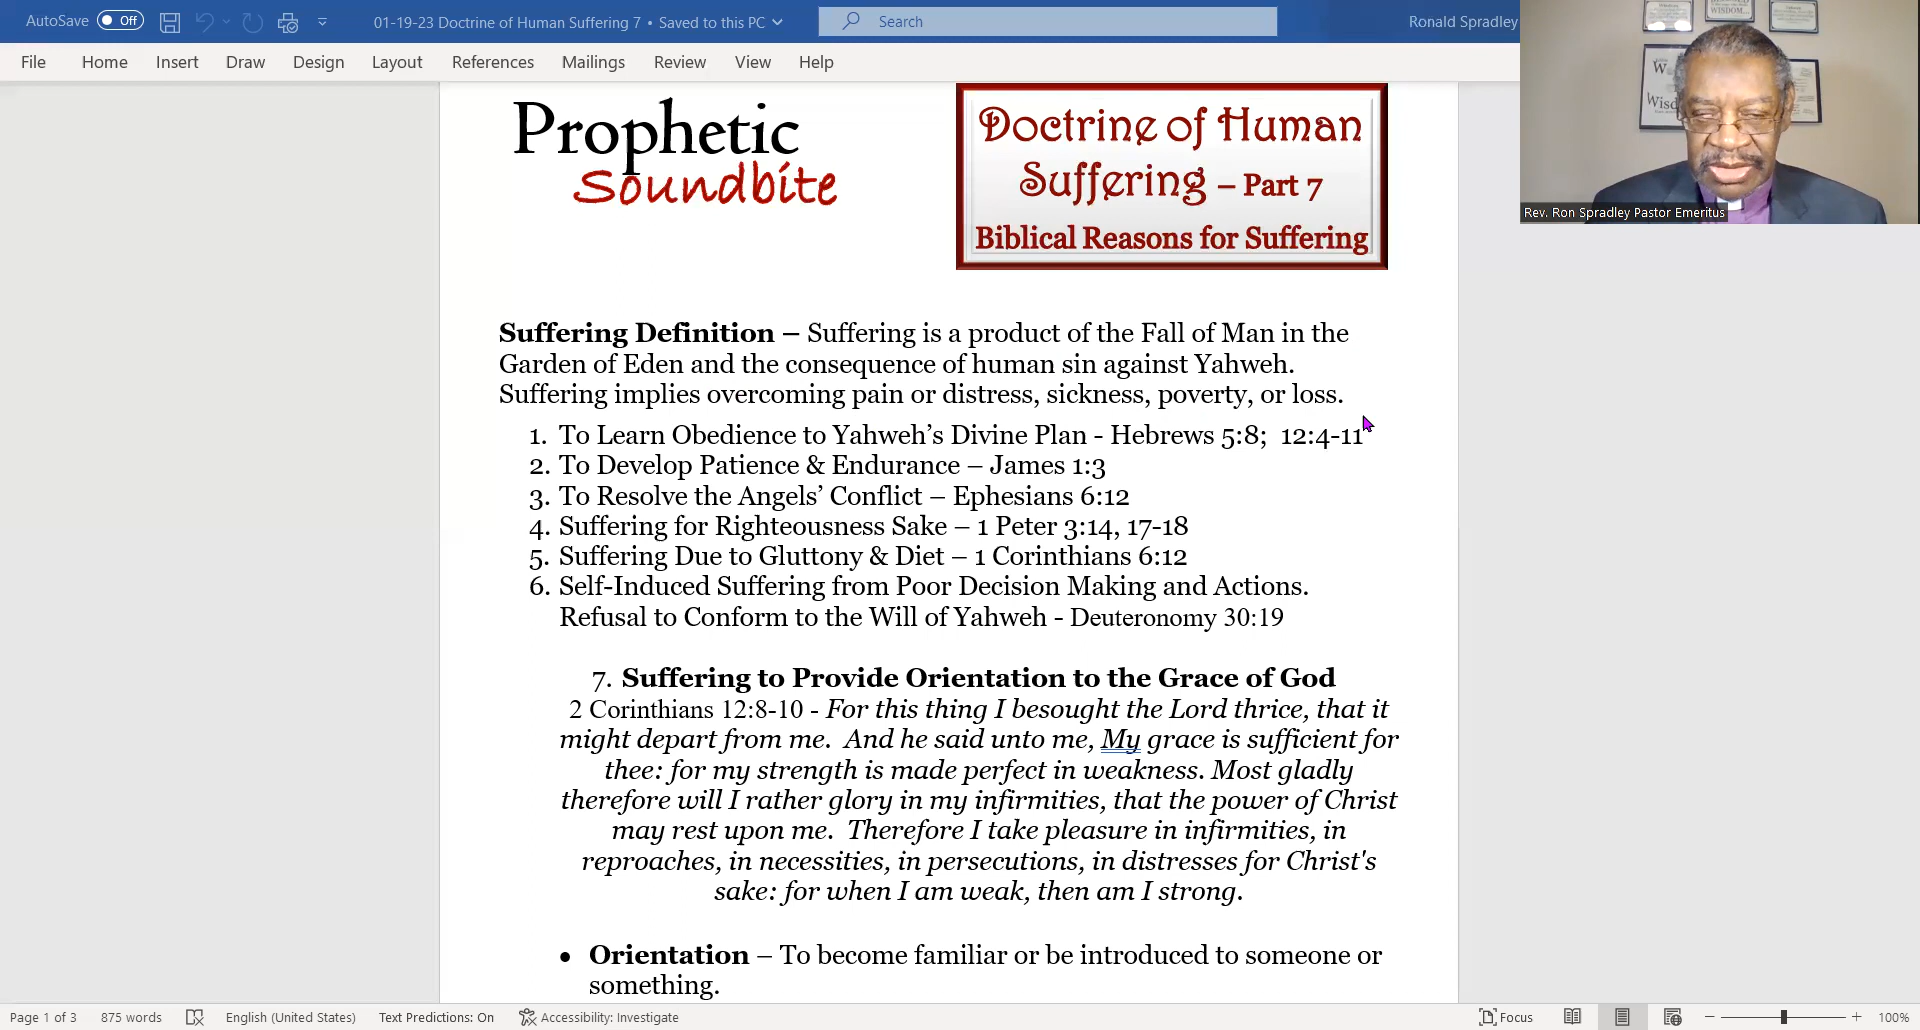 AutoSave Off 01-19-23 Doctrine of Human Suffering 7 • Saved to this PC Search Ronald Spradley
File Home Insert Draw Design Layout References Mailings Review View Help
Rev. Ron Spradley Pastor Emeritus
Prophetic
Soundbite
Doctrine of Human
Suffering – Part 7
Biblical Reasons for Suffering
Suffering Definition – Suffering is a product of the Fall of Man in the
Garden of Eden and the consequence of human sin against Yahweh.
Suffering implies overcoming pain or distress, sickness, poverty, or loss.
1. To Learn Obedience to Yahweh’s Divine Plan - Hebrews 5:8; 12:4-11
2. To Develop Patience & Endurance – James 1:3
3. To Resolve the Angels’ Conflict – Ephesians 6:12
4. Suffering for Righteousness Sake – 1 Peter 3:14, 17-18
5. Suffering Due to Gluttony & Diet – 1 Corinthians 6:12
6. Self-Induced Suffering from Poor Decision Making and Actions.
Refusal to Conform to the Will of Yahweh - Deuteronomy 30:19
7. Suffering to Provide Orientation to the Grace of God
2 Corinthians 12:8-10 - For this thing I besought the Lord thrice, that it
might depart from me. And he said unto me, My grace is sufficient for
thee: for my strength is made perfect in weakness. Most gladly
therefore will I rather glory in my infirmities, that the power of Christ
may rest upon me. Therefore I take pleasure in infirmities, in
reproaches, in necessities, in persecutions, in distresses for Christ's
sake: for when I am weak, then am I strong.
• Orientation – To become familiar or be introduced to someone or
something.
Page 1 of 3 875 words English (United States) Text Predictions: On Accessibility: Investigate Focus 100%